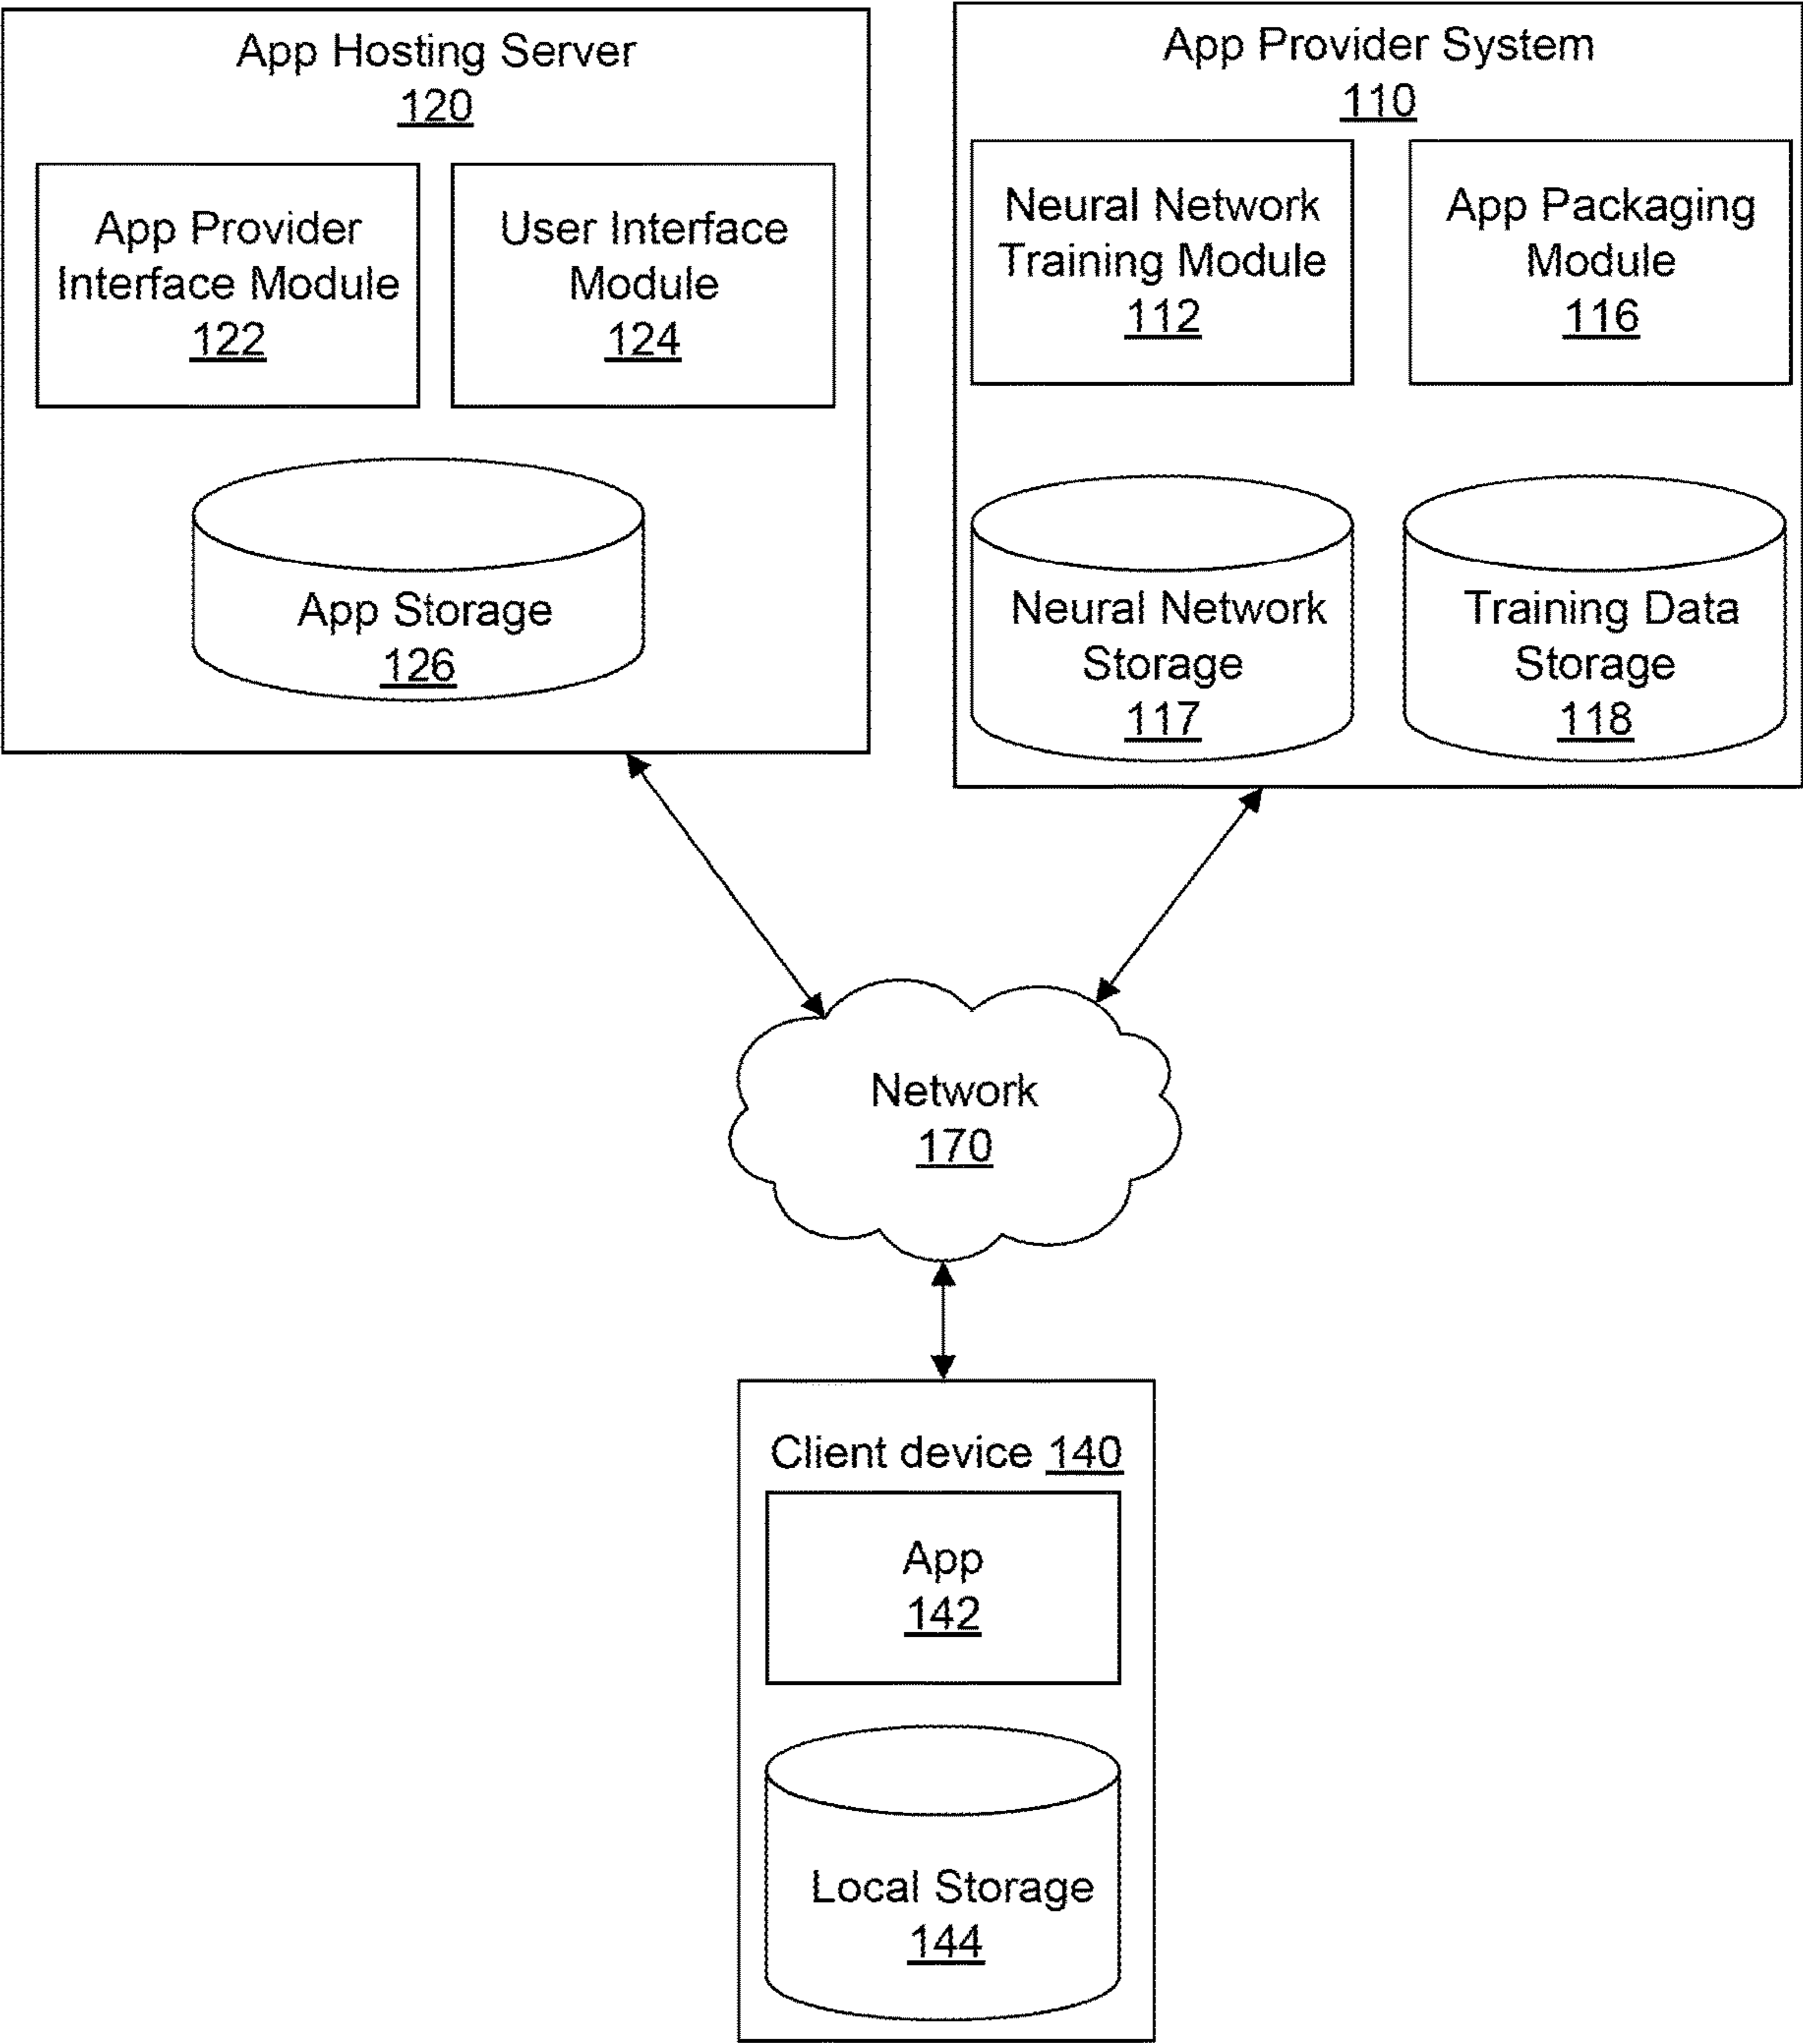 App Hosting Server
120
App Provider
Interface Module
122
User Interface
Module
124
App Storage
126
App Provider System
110
Neural Network
Training Module
112
App Packaging
Module
116
Neural Network
Storage
117
Training Data
Storage
118
Network
170
Client device 140
App
142
Local Storage
144